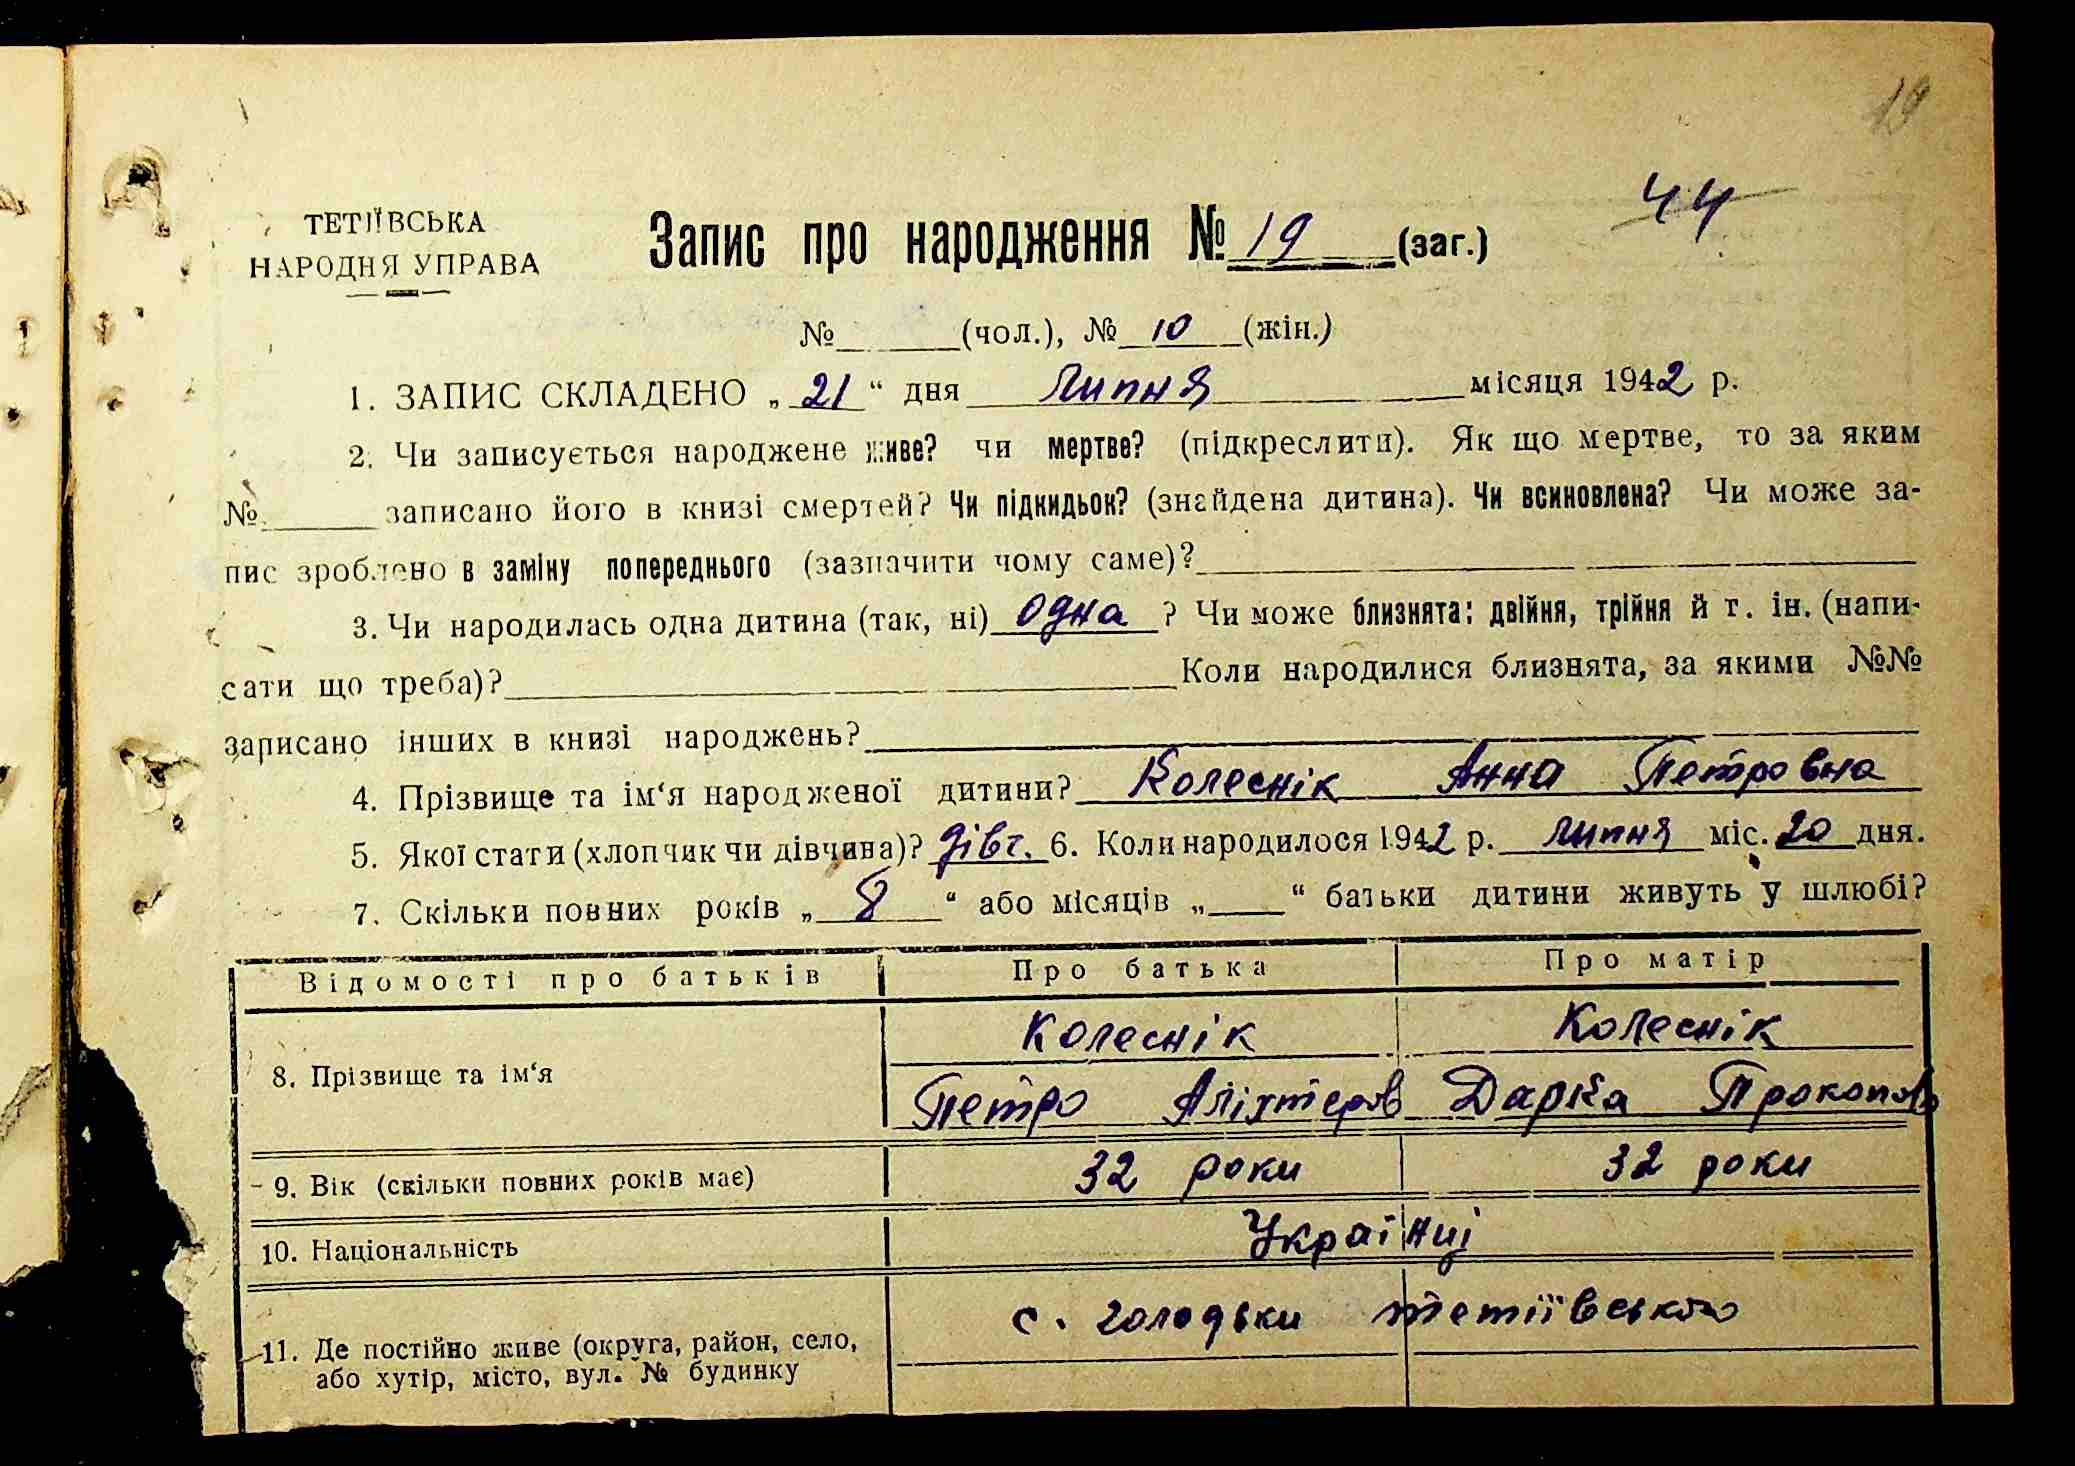 19
44
ТЕТІЇВСЬКА
НАРОДНЯ УПРАВА
Запис про народження № 19 (заг.)
№ (чол.), № 10 (жін.)
1. ЗАПИС СКЛАДЕНО „21“ дня Липня місяця 1942 р.
2. Чи записується народжене живе? чи мертве? (підкреслити). Як що мертве, то за яким
№ записано його в книзі смертей? Чи підкидьок? (знайдена дитина). Чи всиновлена? Чи може за-
пис зроблено в заміну попереднього (зазначити чому саме)?
3. Чи народилась одна дитина (так, ні) одна ? Чи може близнята: двійня, трійня й т. ін. (напи-
сати що треба)? Коли народилися близнята, за якими №№
записано інших в книзі народжень?
4. Прізвище та ім‘я народженої дитини? Колеснік Анна Петровна
5. Якої стати (хлопчик чи дівчина)? дівч. 6. Коли народилося 1942 р. липня міс. 20 дня.
7. Скільки повних років „8“ або місяців „ “ батьки дитини живуть у шлюбі?
Відомості про батьків Про батька Про матір
Колеснік Колеснік
8. Прізвище та ім‘я
Петро Аліхтеров Дарка Прокопов
9. Вік (скільки повних років має) 32 роки 32 роки
10. Національність Українці
с. Голодьки тетіївського
11. Де постійно живе (округа, район, село,
або хутір, місто, вул. № будинку